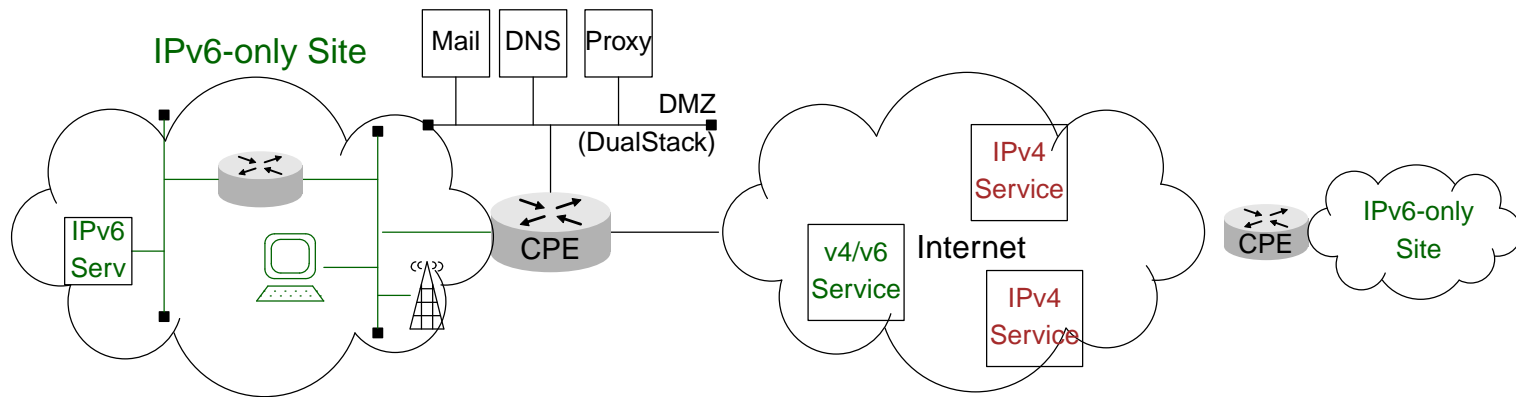 IPv6-only Site
Mail
DNS
Proxy
DMZ
(DualStack)
IPv6
Serv
CPE
IPv4
Service
v4/v6
Service
Internet
IPv4
Service
CPE
IPv6-only
Site